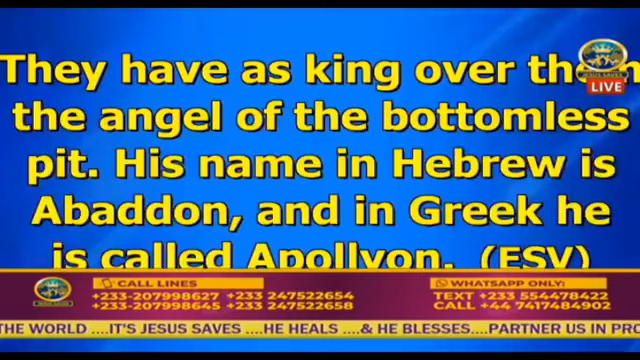 They have as king over them
the angel of the bottomless
pit. His name in Hebrew is
Abaddon, and in Greek he
is called Apollyon. (ESV)
JESUS SAVES
LIVE
CALL LINES
+233-207998627 +233 247522654
+233-207998645 +233 247522658
WHATSAPP ONLY:
TEXT +233 554478422
CALL +44 7417484902
THE WORLD ....IT'S JESUS SAVES ....HE HEALS ....& HE BLESSES....PARTNER US IN PRO